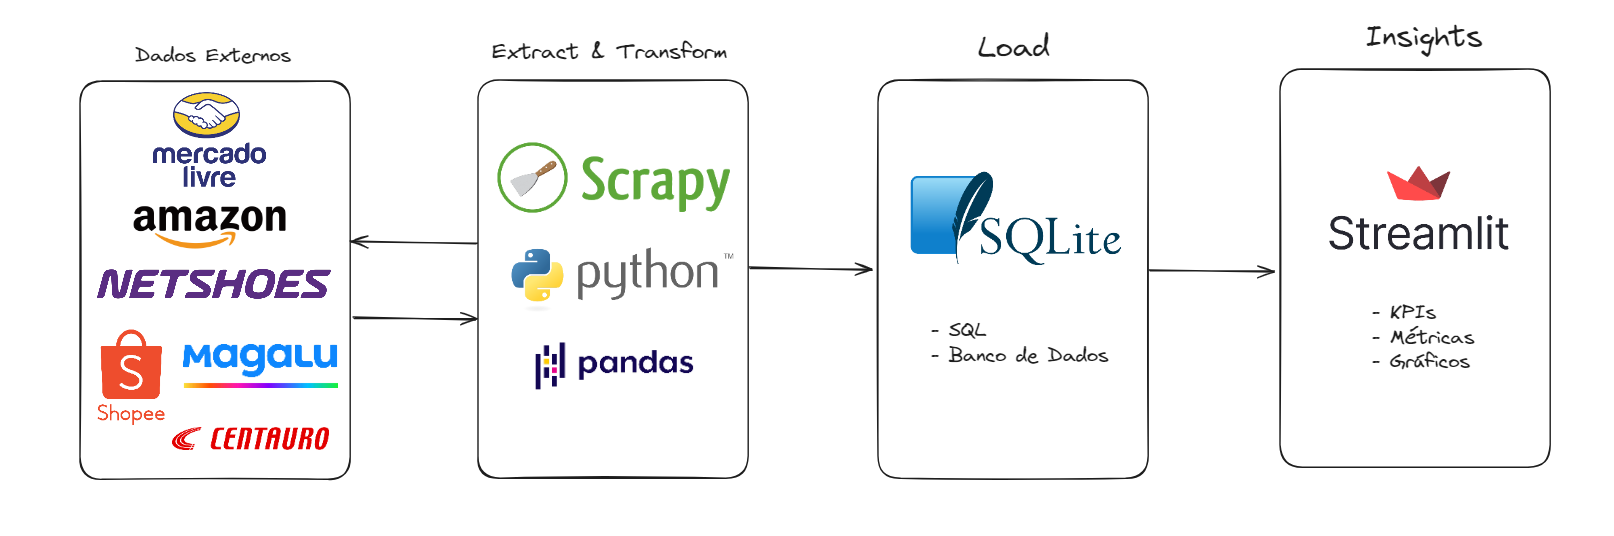 Dados Externos
mercado
livre
amazon
NETSHOES
Shopee
magalu
CENTAURO
Extract & Transform
Scrapy
python™
pandas
Load
SQLite
- SQL
- Banco de Dados
Insights
Streamlit
- KPIs
- Métricas
- Gráficos